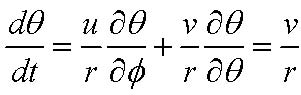 dθ/dt = u/r ∂θ/∂ϕ + v/r ∂θ/∂θ = v/r